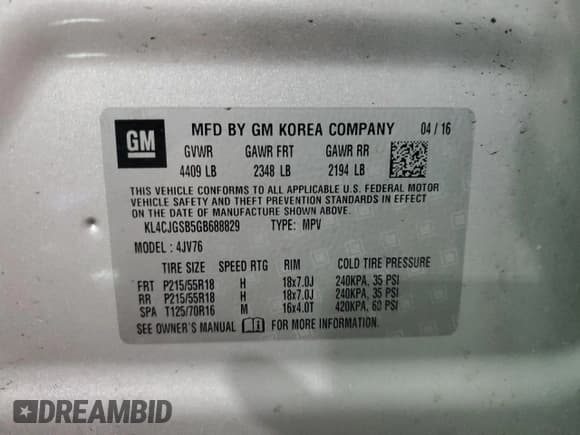 GM
MFD BY GM KOREA COMPANY 04 / 16
GVWR GAWR FRT GAWR RR
4409 LB 2348 LB 2194 LB
THIS VEHICLE CONFORMS TO ALL APPLICABLE U.S. FEDERAL MOTOR
VEHICLE SAFETY AND THEFT PREVENTION STANDARDS IN EFFECT
ON THE DATE OF MANUFACTURE SHOWN ABOVE.
KL4CJGSB5GB688829 TYPE: MPV
MODEL : 4JV76
TIRE SIZE SPEED RTG RIM COLD TIRE PRESSURE
FRT P215/55R18 H 18x7.0J 240KPA, 35 PSI
RR P215/55R18 H 18x7.0J 240KPA, 35 PSI
SPA T125/70R16 M 16x4.0T 420KPA, 60 PSI
SEE OWNER'S MANUAL FOR MORE INFORMATION.
DREAMBID